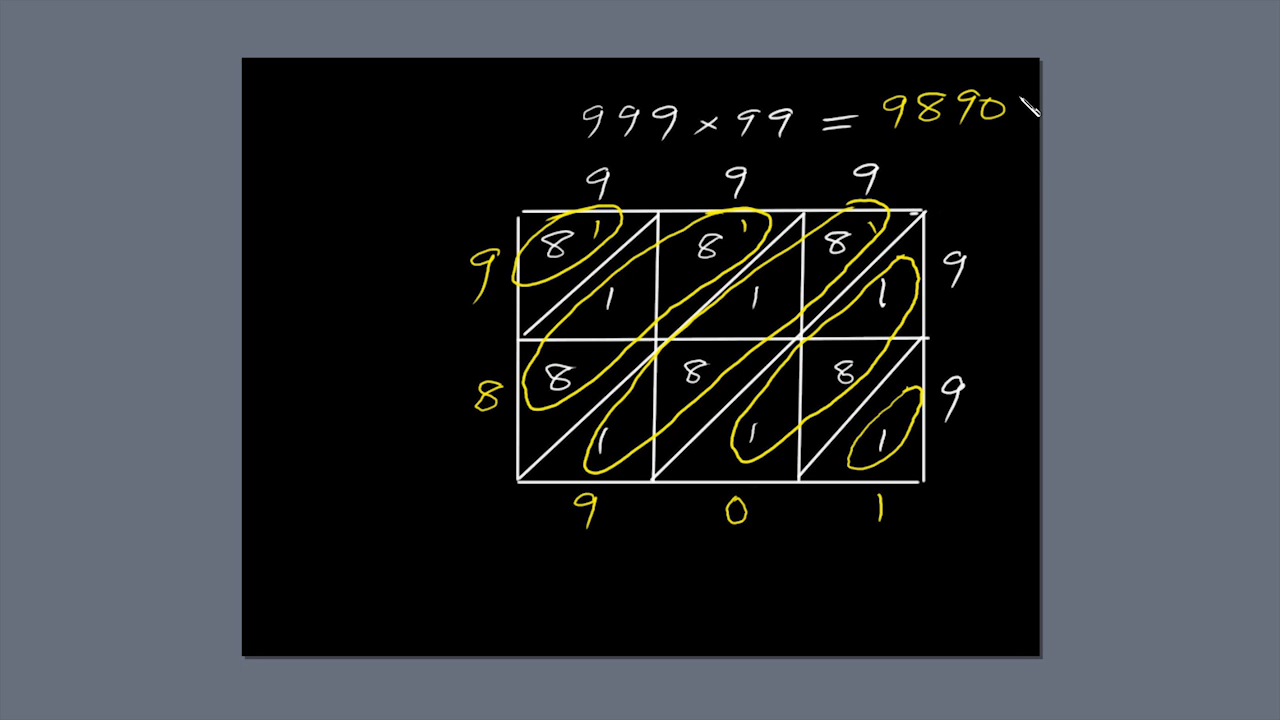 999 × 99 = 9890
9 9 9
9 8 1 8 1 8 1 9
1 1 1
8 8 8 8 9
1 1 1
9 0 1